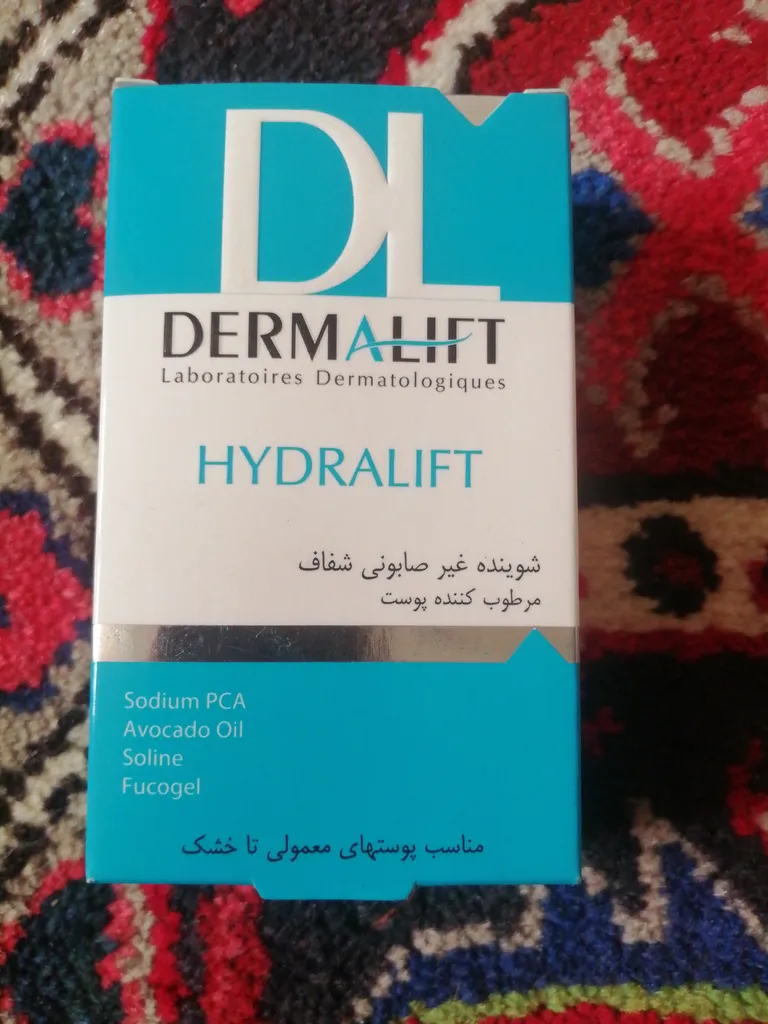 DL
DERMALIFT
Laboratoires Dermatologiques
HYDRALIFT
شوینده غیر صابونی شفاف
مرطوب کننده پوست
Sodium PCA
Avocado Oil
Soline
Fucogel
مناسب پوستهای معمولی تا خشک